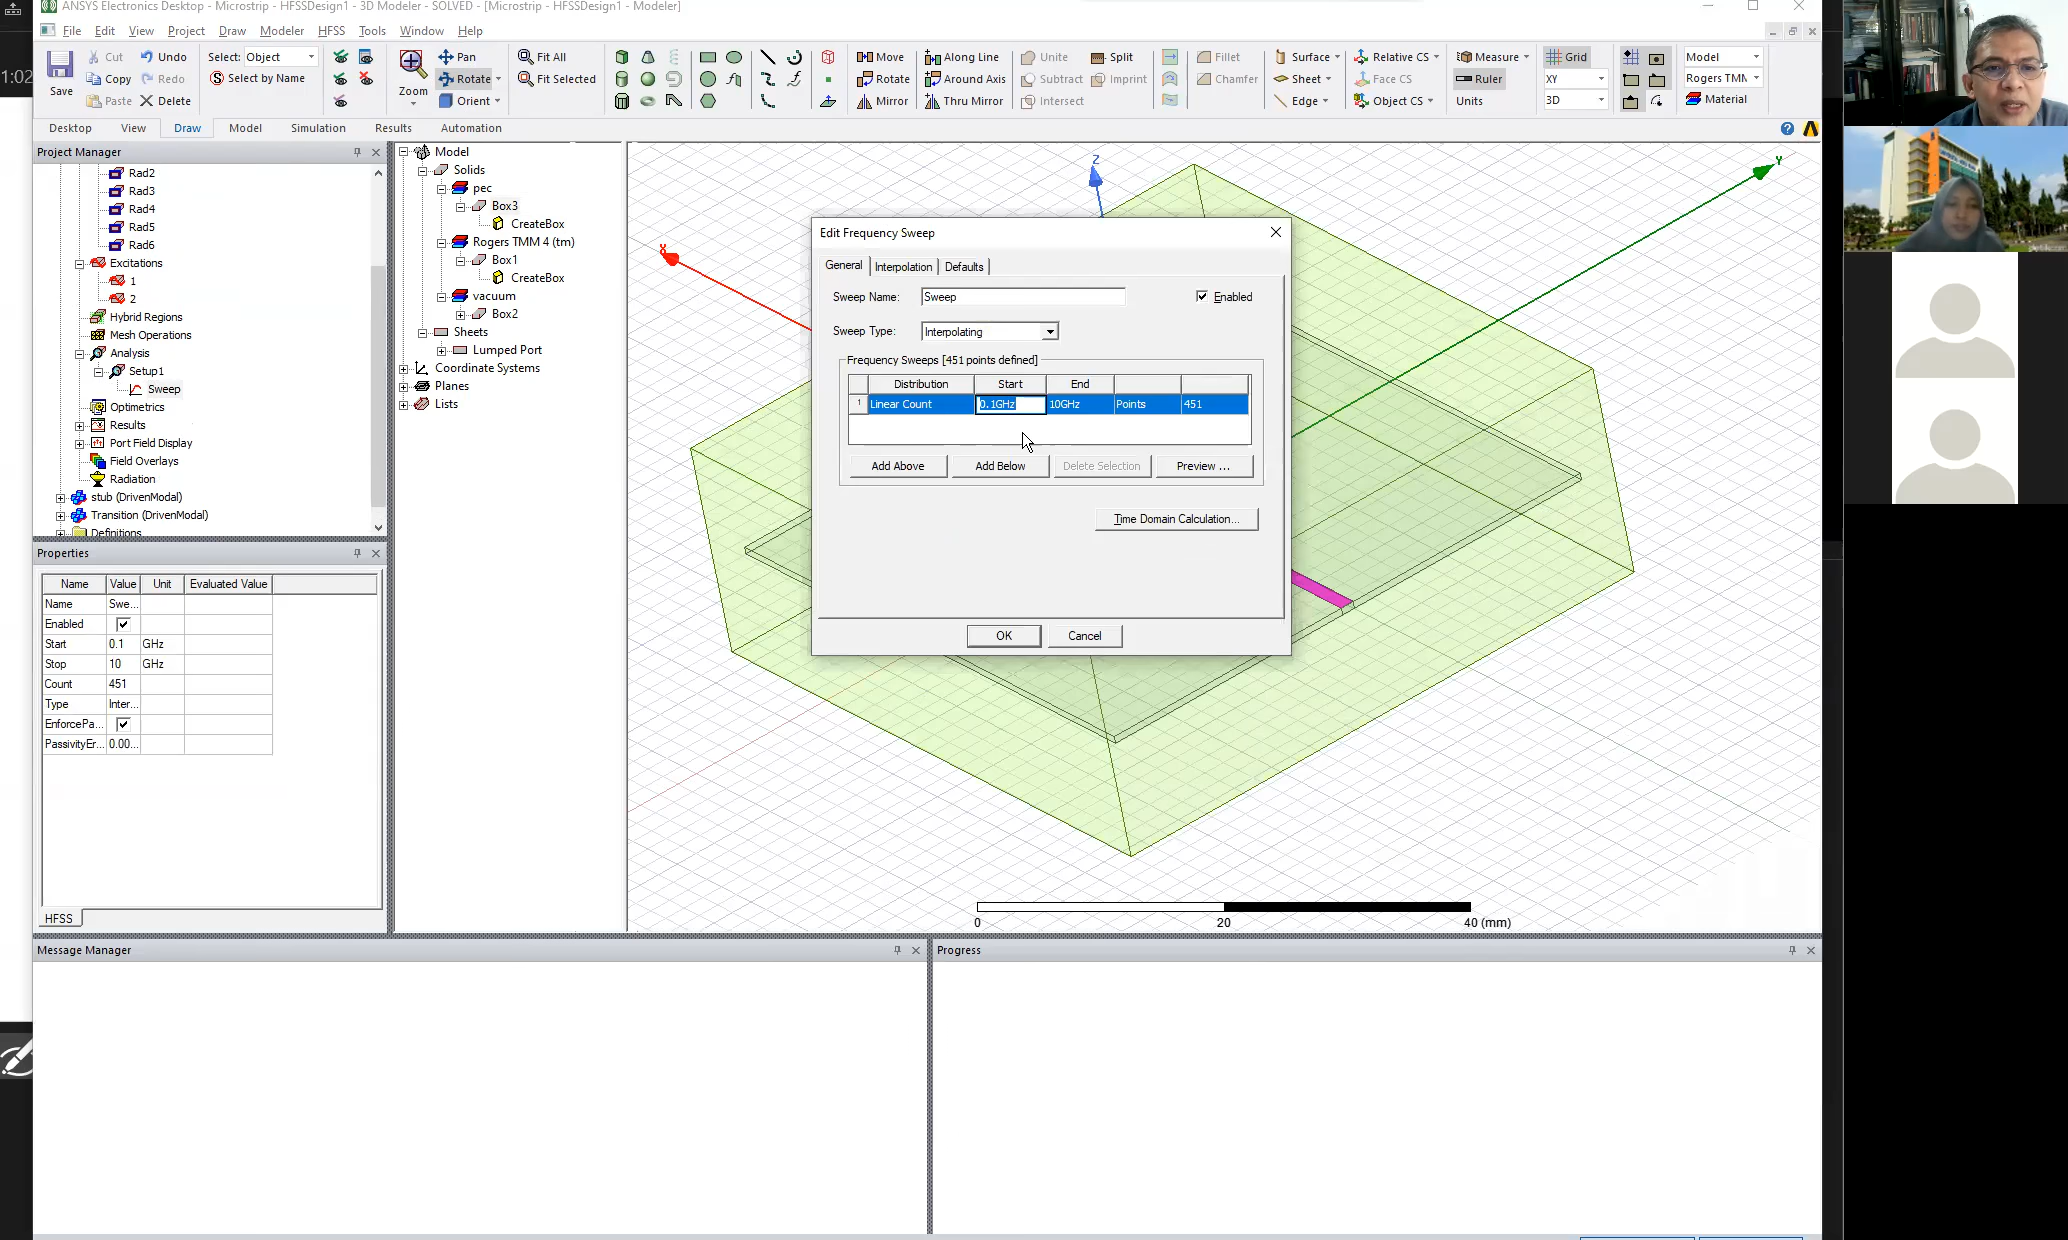 ANSYS Electronics Desktop - Microstrip - HFSSDesign1 - 3D Modeler - SOLVED - [Microstrip - HFSSDesign1 - Modeler]
File Edit View Project Draw Modeler HFSS Tools Window Help
Save Cut Copy Paste Undo Redo Delete
Select: Object
Select by Name
Zoom Pan Rotate Orient
Fit All
Fit Selected
Move Rotate Mirror
Along Line
Around Axis
Thru Mirror
Unite Subtract Intersect
Split Imprint
Fillet Chamfer
Surface Sheet Edge
Relative CS
Face CS
Object CS
Measure Ruler Units
Grid
XY
3D
Model
Rogers TMM
Material
Desktop View Draw Model Simulation Results Automation
1:02
Project Manager
Rad2
Rad3
Rad4
Rad5
Rad6
Excitations
1
2
Hybrid Regions
Mesh Operations
Analysis
Setup1
Sweep
Optimetrics
Results
Port Field Display
Field Overlays
Radiation
stub (DrivenModal)
Transition (DrivenModal)
Definitions
Properties
Name Value Unit Evaluated Value
Name Swe...
Enabled
Start 0.1 GHz
Stop 10 GHz
Count 451
Type Inter...
EnforcePa...
PassivityEr... 0.00...
HFSS
Model
Solids
pec
Box3
CreateBox
Rogers TMM 4 (tm)
Box1
CreateBox
vacuum
Box2
Sheets
Lumped Port
Coordinate Systems
Planes
Lists
Z
Y
X
Edit Frequency Sweep
General Interpolation Defaults
Sweep Name: Sweep Enabled
Sweep Type: Interpolating
Frequency Sweeps [451 points defined]
Distribution Start End
1 Linear Count 0.1GHz 10GHz Points 451
Add Above Add Below Delete Selection Preview ...
Time Domain Calculation...
OK Cancel
0 20 40 (mm)
Message Manager
Progress